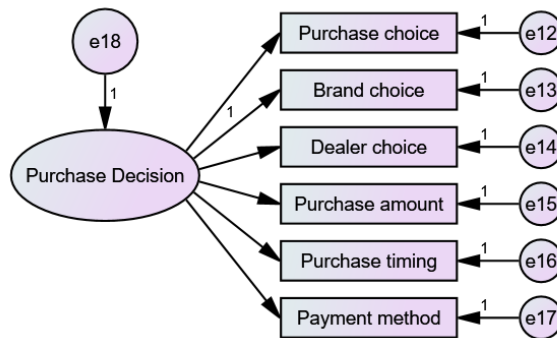 e18
1
Purchase Decision
1
Purchase choice
1
e12
Brand choice
1
e13
Dealer choice
1
e14
Purchase amount
1
e15
Purchase timing
1
e16
Payment method
1
e17